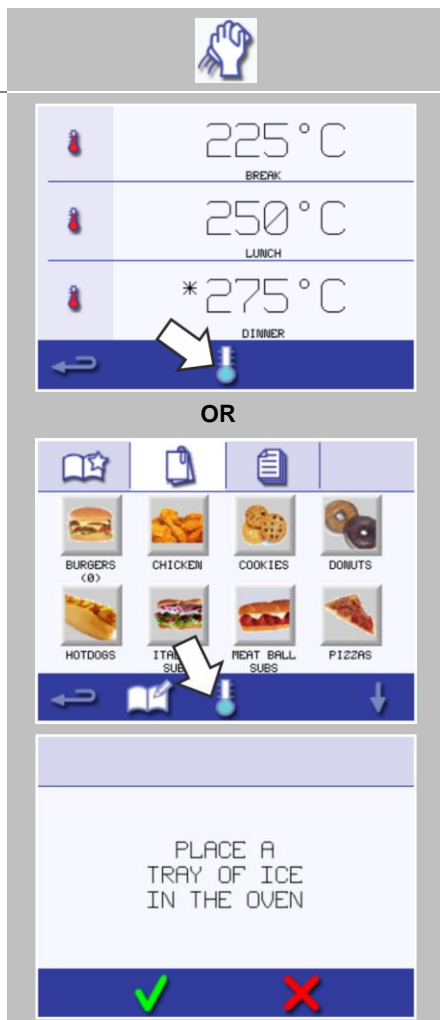 225°C
BREAK
250°C
LUNCH
*275°C
DINNER
OR
BURGERS
(0)
CHICKEN
COOKIES
DONUTS
HOTDOGS
SUBS
MEAT BALL
SUBS
PIZZAS
PLACE A
TRAY OF ICE
IN THE OVEN